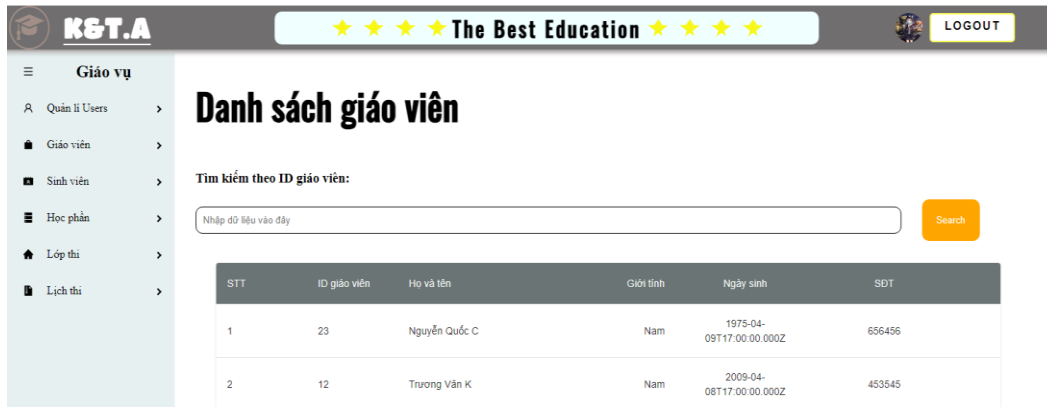 K&T.A
The Best Education
LOGOUT
Giáo vụ
Quản lí Users
Giáo viên
Sinh viên
Học phần
Lớp thi
Lịch thi
Danh sách giáo viên
Tìm kiếm theo ID giáo viên:
Nhập dữ liệu vào đây
Search
STT ID giáo viên Họ và tên Giới tính Ngày sinh SĐT
1 23 Nguyễn Quốc C Nam 1975-04-09T17:00:00.000Z 656456
2 12 Trương Văn K Nam 2009-04-08T17:00:00.000Z 453545